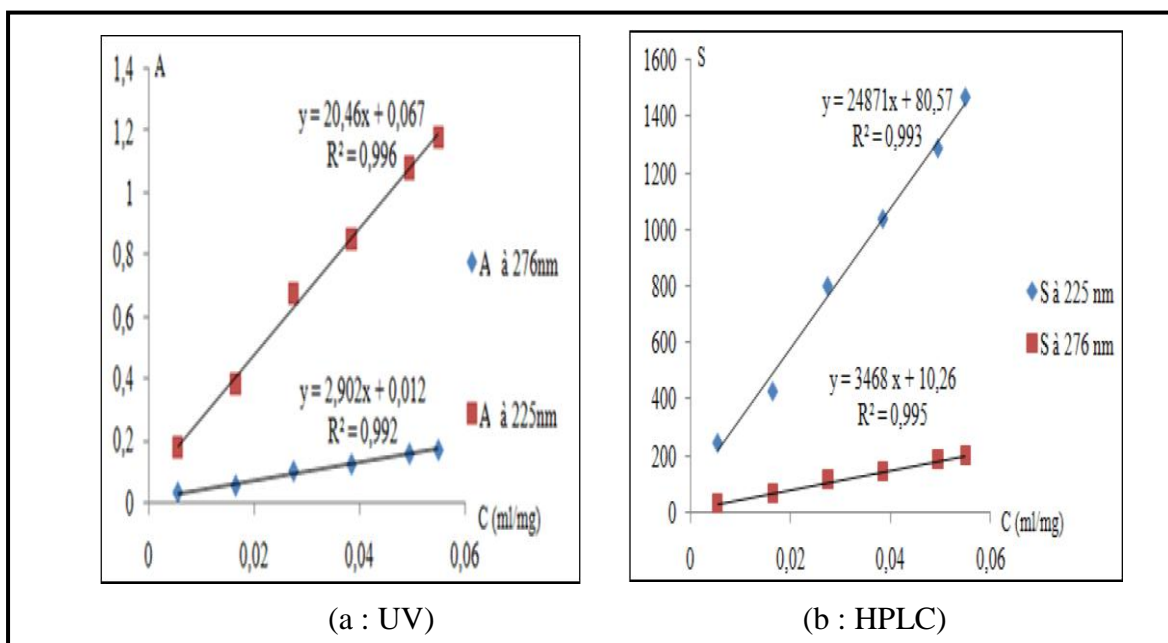 A
1,4
1,2
1
0,8
0,6
0,4
0,2
0
0
0,02
0,04
0,06
C (ml/mg)
y = 20,46x + 0,067
R² = 0,996
y = 2,902x + 0,012
R² = 0,992
A à 276nm
A à 225nm
(a : UV)
S
1600
1400
1200
1000
800
600
400
200
0
0
0,02
0,04
0,06
C (ml/mg)
y = 24871x + 80,57
R² = 0,993
y = 3468 x + 10,26
R² = 0,995
S à 225 nm
S à 276 nm
(b : HPLC)